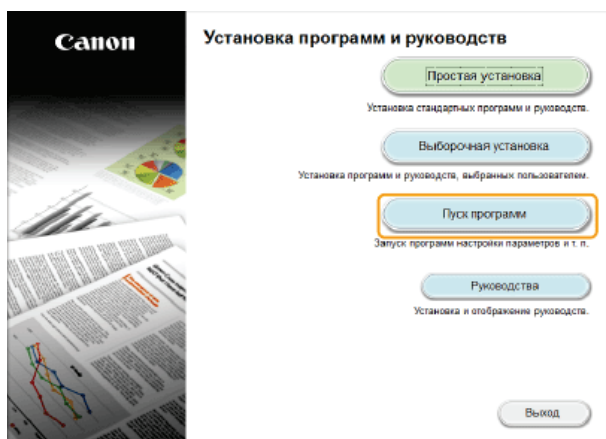 Canon
Установка программ и руководств
Простая установка
Установка стандартных программ и руководств.
Выборочная установка
Установка программ и руководств, выбранных пользователем.
Пуск программ
Запуск программ настройки параметров и т. п.
Руководства
Установка и отображение руководств.
Выход